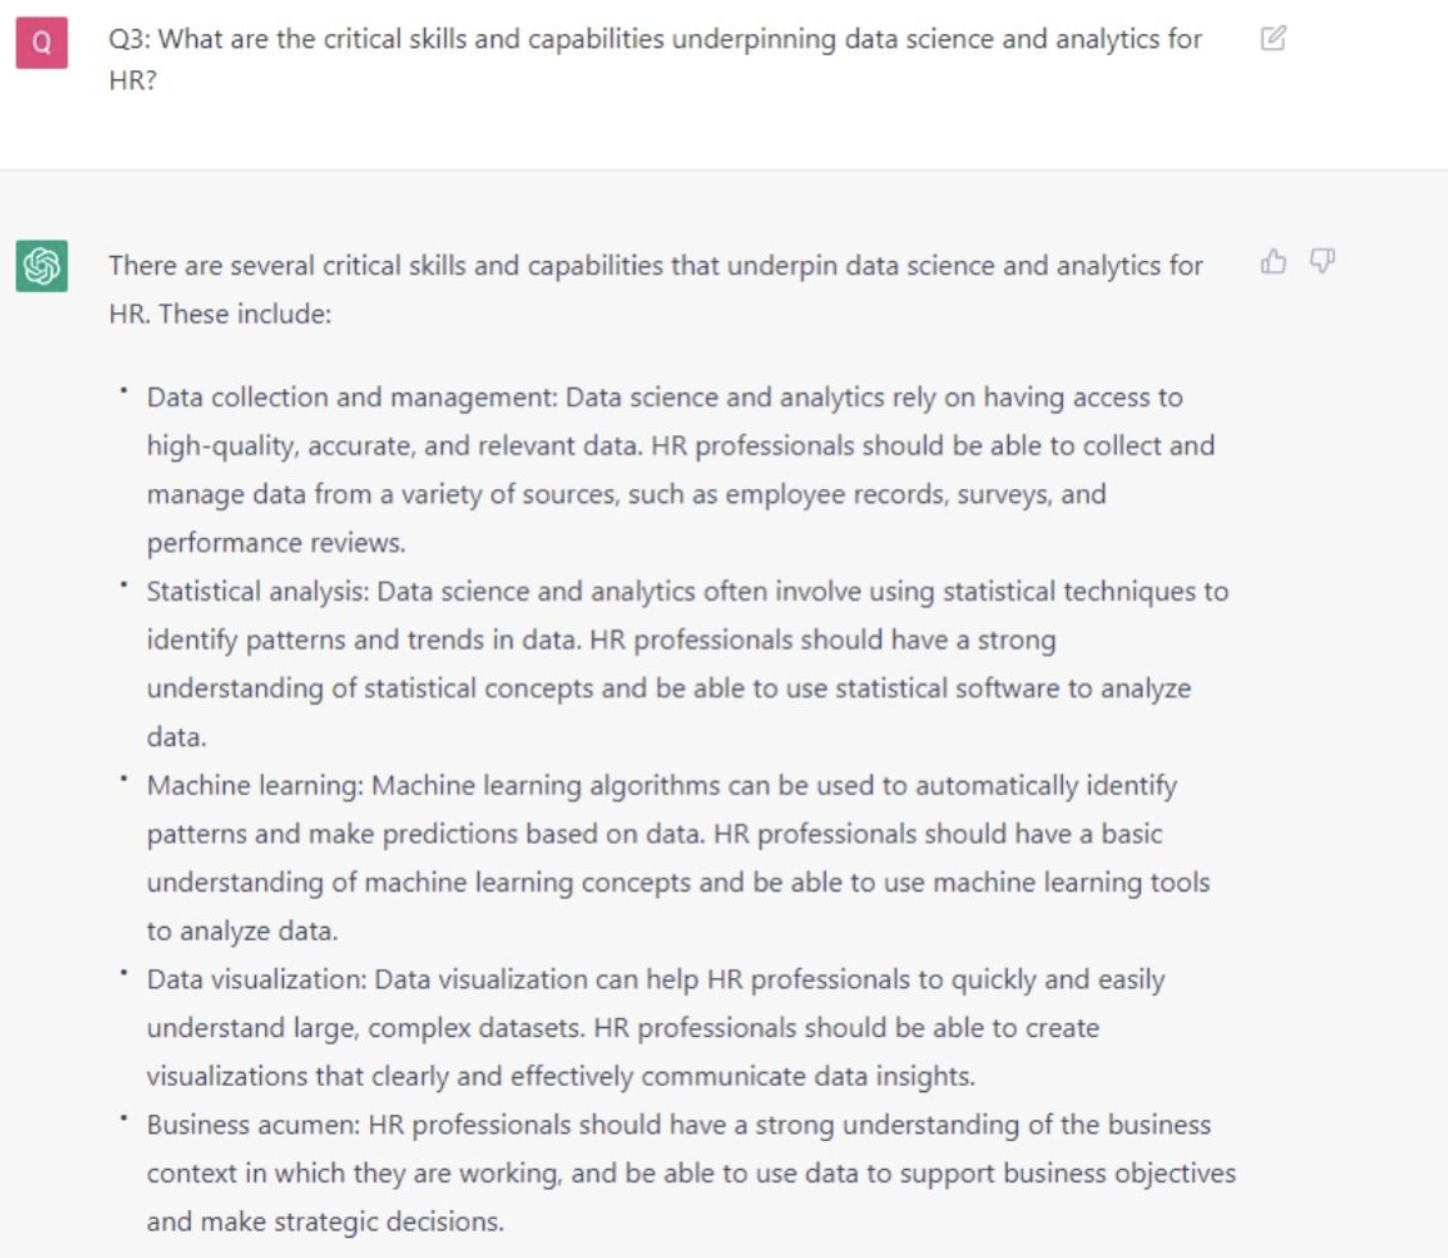 Q
Q3: What are the critical skills and capabilities underpinning data science and analytics for
HR?
There are several critical skills and capabilities that underpin data science and analytics for
HR. These include:
• Data collection and management: Data science and analytics rely on having access to
high-quality, accurate, and relevant data. HR professionals should be able to collect and
manage data from a variety of sources, such as employee records, surveys, and
performance reviews.
• Statistical analysis: Data science and analytics often involve using statistical techniques to
identify patterns and trends in data. HR professionals should have a strong
understanding of statistical concepts and be able to use statistical software to analyze
data.
• Machine learning: Machine learning algorithms can be used to automatically identify
patterns and make predictions based on data. HR professionals should have a basic
understanding of machine learning concepts and be able to use machine learning tools
to analyze data.
• Data visualization: Data visualization can help HR professionals to quickly and easily
understand large, complex datasets. HR professionals should be able to create
visualizations that clearly and effectively communicate data insights.
• Business acumen: HR professionals should have a strong understanding of the business
context in which they are working, and be able to use data to support business objectives
and make strategic decisions.